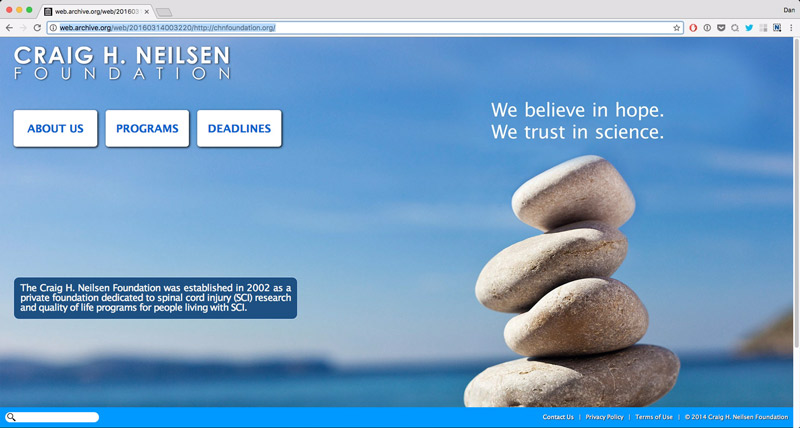 web.archive.org/web/201603
Dan
web.archive.org/web/20160314003220/http://chnfoundation.org/
CRAIG H. NEILSEN
FOUNDATION
ABOUT US
PROGRAMS
DEADLINES
We believe in hope.
We trust in science.
The Craig H. Neilsen Foundation was established in 2002 as a
private foundation dedicated to spinal cord injury (SCI) research
and quality of life programs for people living with SCI.
Contact Us | Privacy Policy | Terms of Use | © 2014 Craig H. Neilsen Foundation